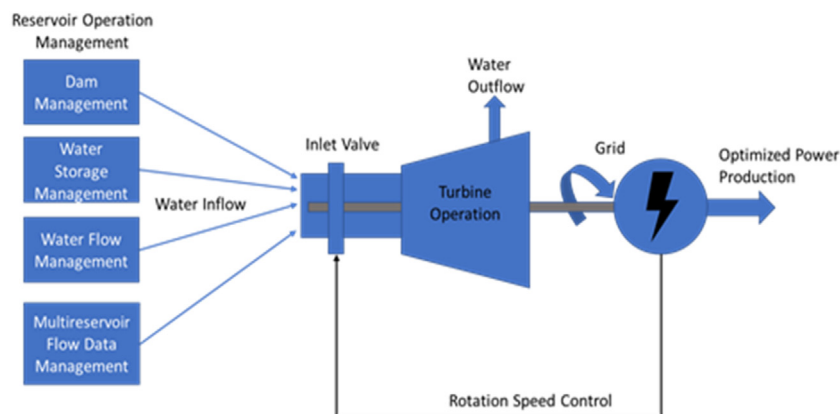 Reservoir Operation
Management
Dam
Management
Water
Storage
Management
Water Flow
Management
Multireservoir
Flow Data
Management
Water Inflow
Inlet Valve
Turbine
Operation
Water
Outflow
Grid
Optimized Power
Production
Rotation Speed Control